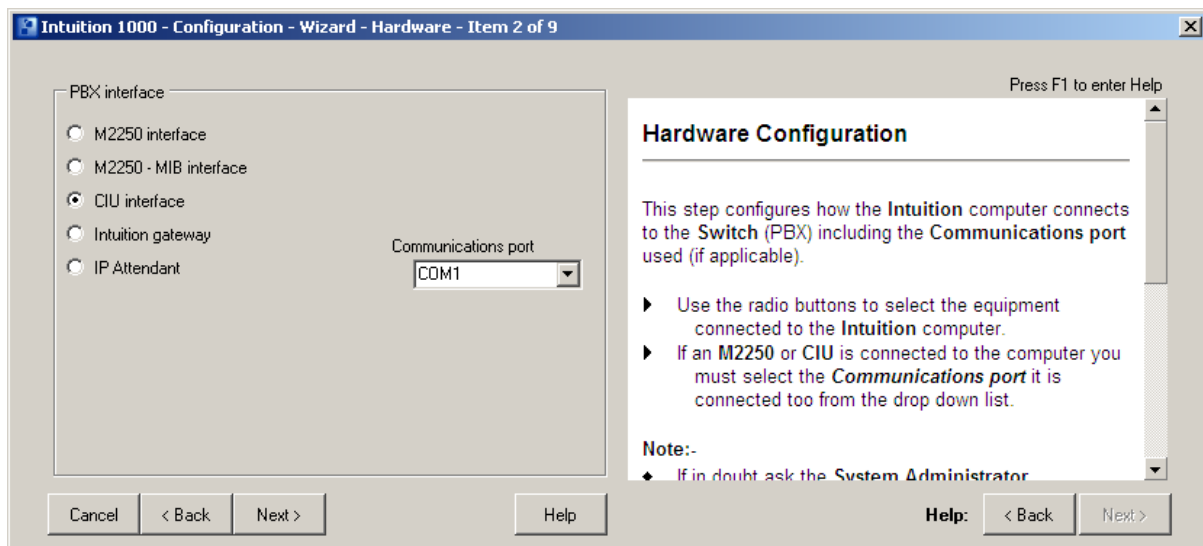 Intuition 1000 - Configuration - Wizard - Hardware - Item 2 of 9
PBX interface
M2250 interface
M2250 - MIB interface
CIU interface
Intuition gateway
IP Attendant
Communications port
COM1
Press F1 to enter Help
Hardware Configuration
This step configures how the Intuition computer connects
to the Switch (PBX) including the Communications port
used (if applicable).
Use the radio buttons to select the equipment
connected to the Intuition computer.
If an M2250 or CIU is connected to the computer you
must select the Communications port it is
connected too from the drop down list.
Note:-
If in doubt ask the System Administrator
Cancel
< Back
Next >
Help
Help:
< Back
Next >